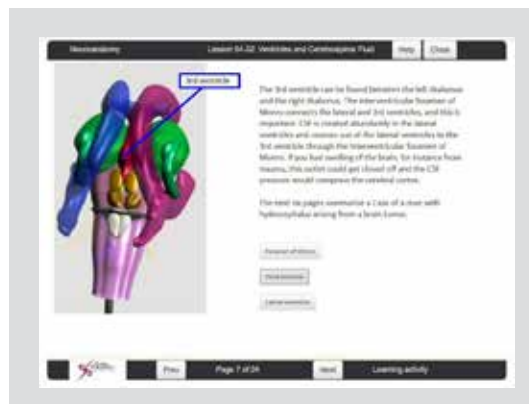 Neuroanatomy
Lesson 04-02: Ventricles and Cerebrospinal Fluid
Help
Close
3rd ventricle
The 3rd ventricle can be found between the left thalamus
and the right thalamus. The interventricular foramen of
Monro connects the lateral and 3rd ventricles, and this is
important. CSF is created abundantly in the lateral
ventricles and courses out of the lateral ventricles to the
3rd ventricle through the interventricular foramen of
Monro. If you had swelling of the brain, for instance from
trauma, this outlet could get closed off and the CSF
pressure would compress the cerebral cortex.
The next six pages summarise a case of a man with
hydrocephalus arising from a brain tumor.
Foramen of Monro
Third ventricle
Lateral ventricles
Prev
Page 7 of 24
Next
Learning activity